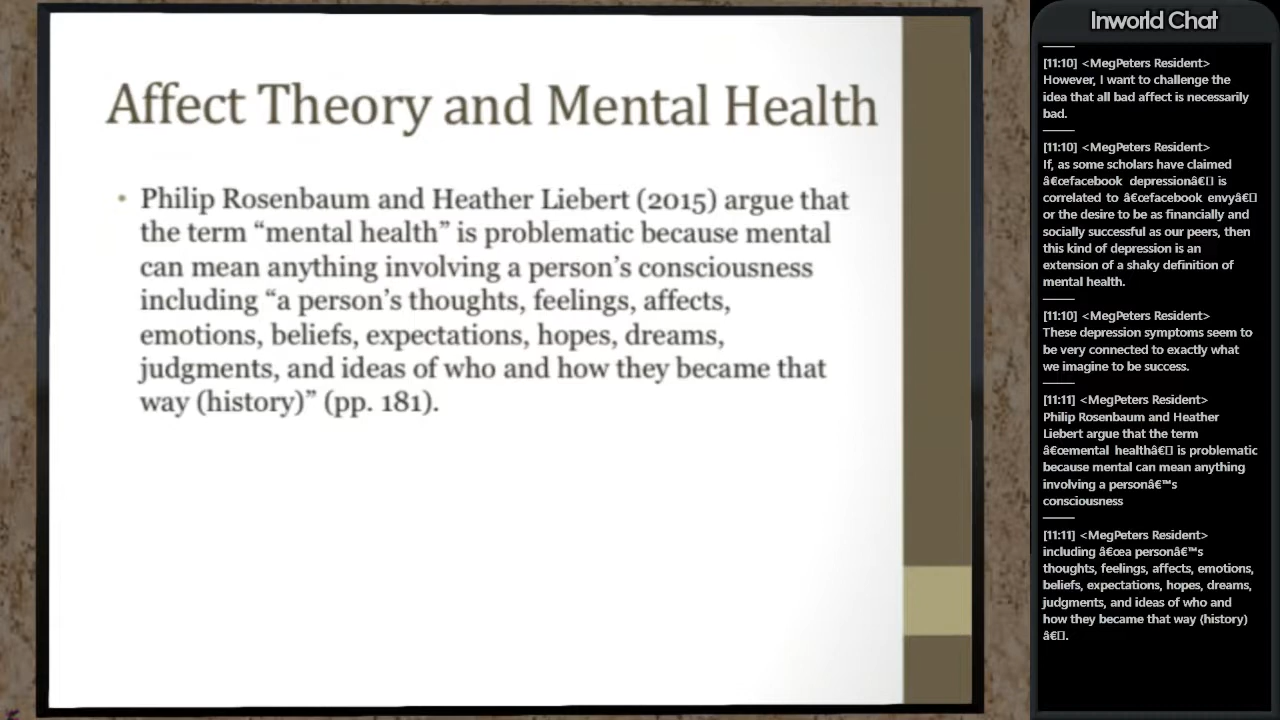 Affect Theory and Mental Health
• Philip Rosenbaum and Heather Liebert (2015) argue that
the term “mental health” is problematic because mental
can mean anything involving a person’s consciousness
including “a person’s thoughts, feelings, affects,
emotions, beliefs, expectations, hopes, dreams,
judgments, and ideas of who and how they became that
way (history)” (pp. 181).
Inworld Chat
[11:10] <MegPeters Resident>
However, I want to challenge the
idea that all bad affect is necessarily
bad.
[11:10] <MegPeters Resident>
If, as some scholars have claimed
â€œfacebook depressionâ€▯ is
correlated to â€œfacebook envyâ€▯
or the desire to be as financially and
socially successful as our peers, then
this kind of depression is an
extension of a shaky definition of
mental health.
[11:10] <MegPeters Resident>
These depression symptoms seem to
be very connected to exactly what
we imagine to be success.
[11:11] <MegPeters Resident>
Philip Rosenbaum and Heather
Liebert argue that the term
â€œmental healthâ€▯ is problematic
because mental can mean anything
involving a personâ€™s
consciousness
[11:11] <MegPeters Resident>
including â€œa personâ€™s
thoughts, feelings, affects, emotions,
beliefs, expectations, hopes, dreams,
judgments, and ideas of who and
how they became that way (history)
â€▯.